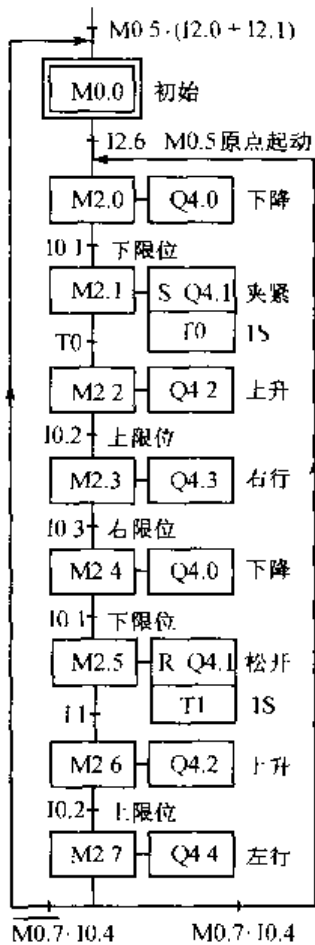 M0.5·(I2.0 + I2.1)
M0.0 初始
I2.6 M0.5 原点起动
M2.0 Q4.0 下降
I0.1 下限位
M2.1 S Q4.1 夹紧
T0 T0 1S
M2.2 Q4.2 上升
I0.2 上限位
M2.3 Q4.3 右行
I0.3 右限位
M2.4 Q4.0 下降
I0.1 下限位
M2.5 R Q4.1 松开
T1 T1 1S
M2.6 Q4.2 上升
I0.2 上限位
M2.7 Q4.4 左行
M̅0̅.̅7̅·I0.4 M0.7·I0.4